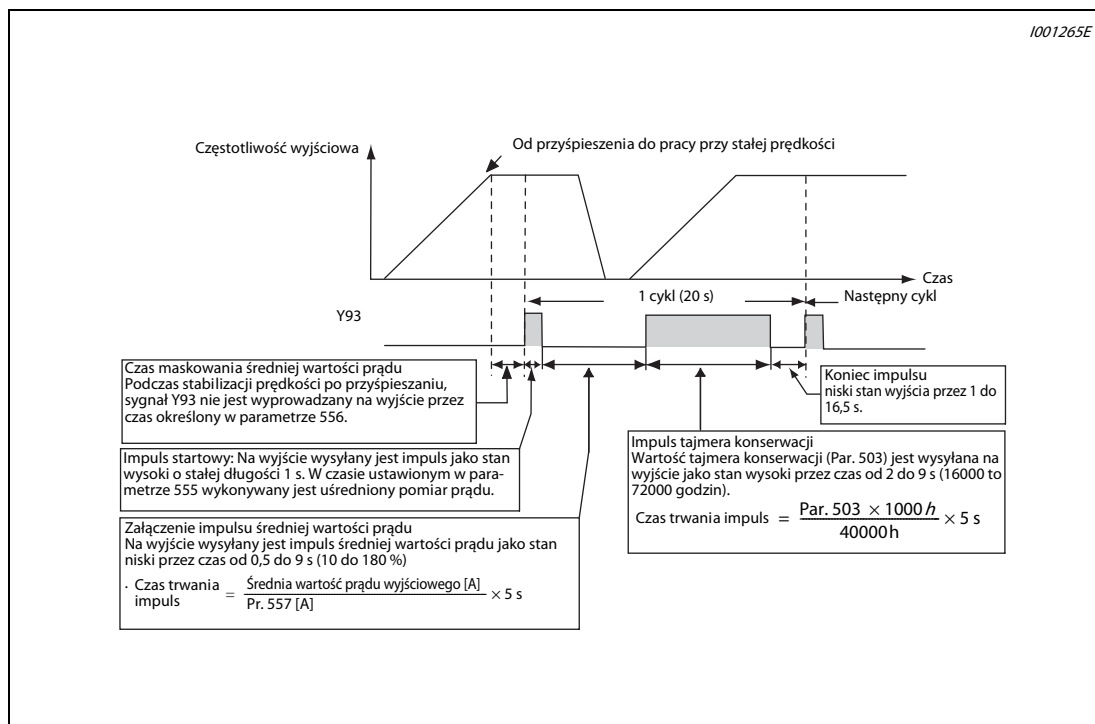 I001265E
Częstotliwość wyjściowa
Od przyśpieszenia do pracy przy stałej prędkości
Czas
1 cykl (20 s)
Następny cykl
Y93
Czas maskowania średniej wartości prądu
Podczas stabilizacji prędkości po przyśpieszaniu,
sygnał Y93 nie jest wyprowadzany na wyjście przez
czas określony w parametrze 556.
Koniec impulsu
niski stan wyjścia przez 1 do
16,5 s.
Impuls startowy: Na wyjście wysyłany jest impuls jako stan
wysoki o stałej długości 1 s. W czasie ustawionym w para-
metrze 555 wykonywany jest uśredniony pomiar prądu.
Impuls tajmera konserwacji
Wartość tajmera konserwacji (Par. 503) jest wysyłana na
wyjście jako stan wysoki przez czas od 2 do 9 s (16000 to
72000 godzin).
Czas trwania impuls = Par. 503 × 1000 h / 40000 h × 5 s
Załączenie impulsu średniej wartości prądu
Na wyjście wysyłany jest impuls średniej wartości prądu jako stan
niski przez czas od 0,5 do 9 s (10 do 180 %)
· Czas trwania impuls = Średnia wartość prądu wyjściowego [A] / Pr. 557 [A] × 5 s